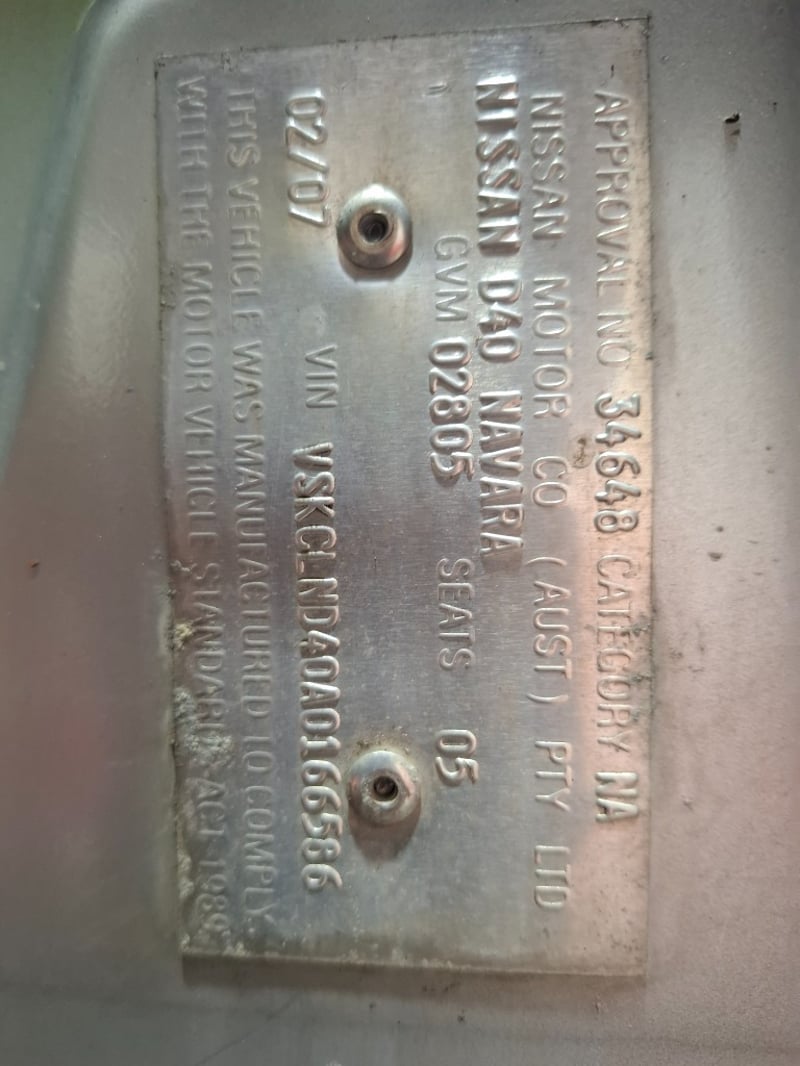 APPROVAL NO 34648 CATEGORY NA
NISSAN MOTOR CO (AUST) PTY LTD
NISSAN D40 NAVARA
GVM 02805 SEATS 05
02/07 VIN VSKCLND40A0166586
THIS VEHICLE WAS MANUFACTURED TO COMPLY
WITH THE MOTOR VEHICLE STANDARDS ACT 1989